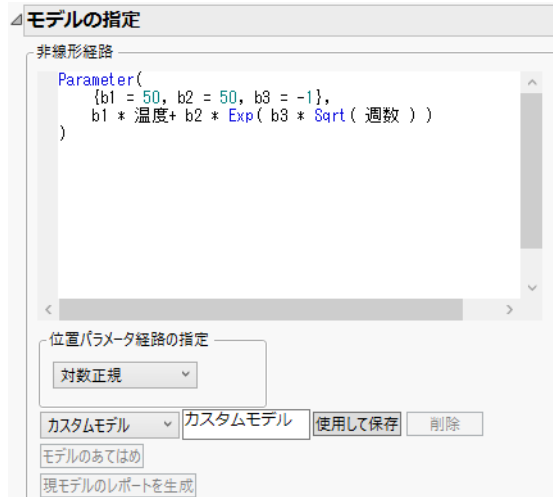 モデルの指定
非線形経路
Parameter(
{b1 = 50, b2 = 50, b3 = -1},
b1 * 温度+ b2 * Exp( b3 * Sqrt( 週数 ) )
)
位置パラメータ経路の指定
対数正規
カスタムモデル カスタムモデル 使用して保存 削除
モデルのあてはめ
現モデルのレポートを生成